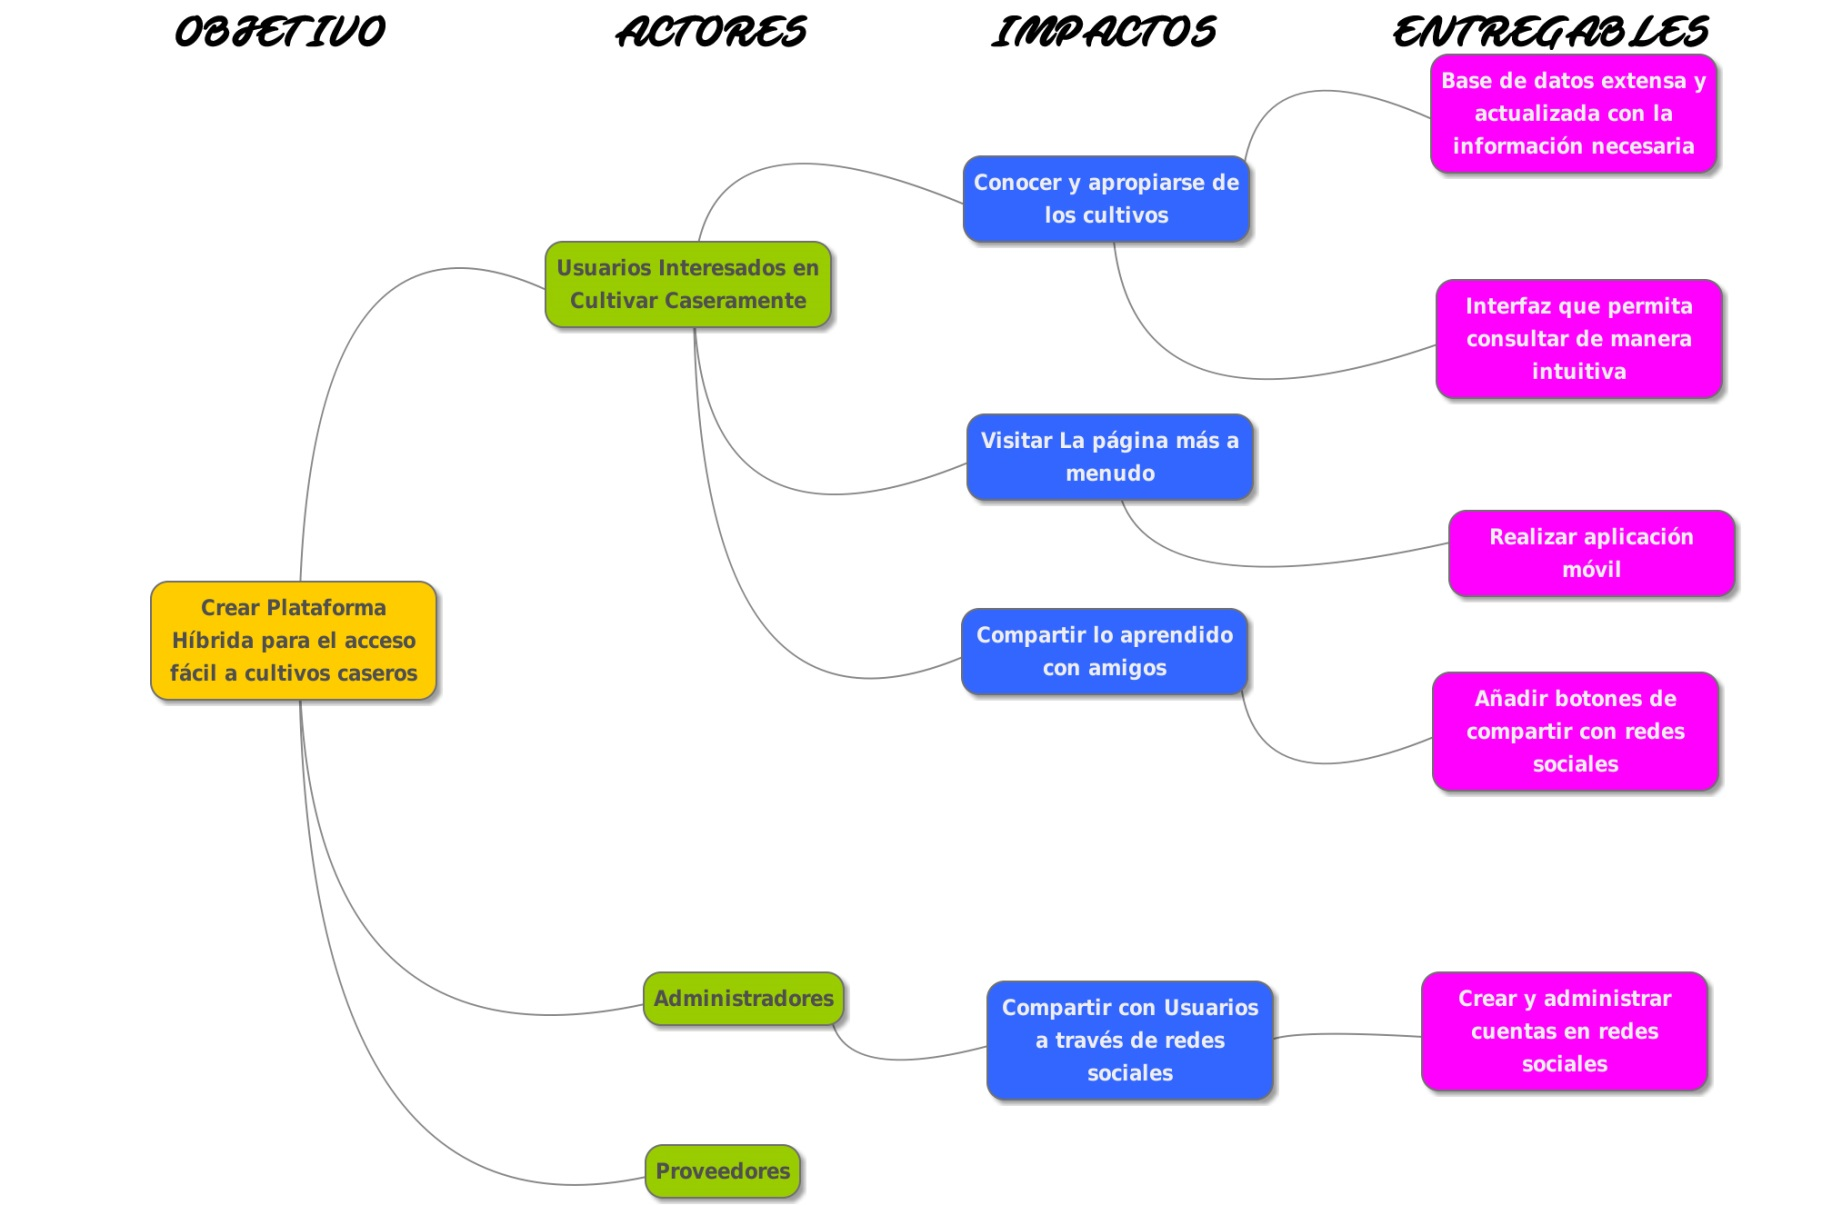 OBJETIVO
ACTORES
IMPACTOS
ENTREGABLES
Base de datos extensa y
actualizada con la
información necesaria
Conocer y apropiarse de
los cultivos
Usuarios Interesados en
Cultivar Caseramente
Interfaz que permita
consultar de manera
intuitiva
Visitar La página más a
menudo
Realizar aplicación
móvil
Crear Plataforma
Híbrida para el acceso
fácil a cultivos caseros
Compartir lo aprendido
con amigos
Añadir botones de
compartir con redes
sociales
Administradores
Compartir con Usuarios
a través de redes
sociales
Crear y administrar
cuentas en redes
sociales
Proveedores